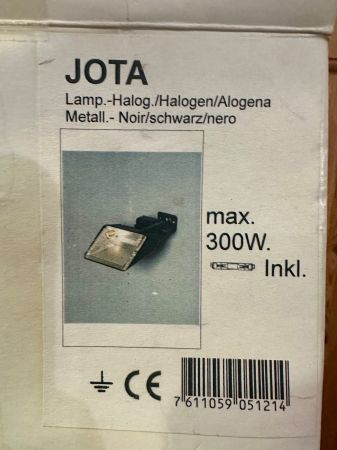 JOTA
Lamp.-Halog./Halogen/Alogena
Metall.- Noir/schwarz/nero
max.
300W.
Inkl.
CE
7 611059 051214